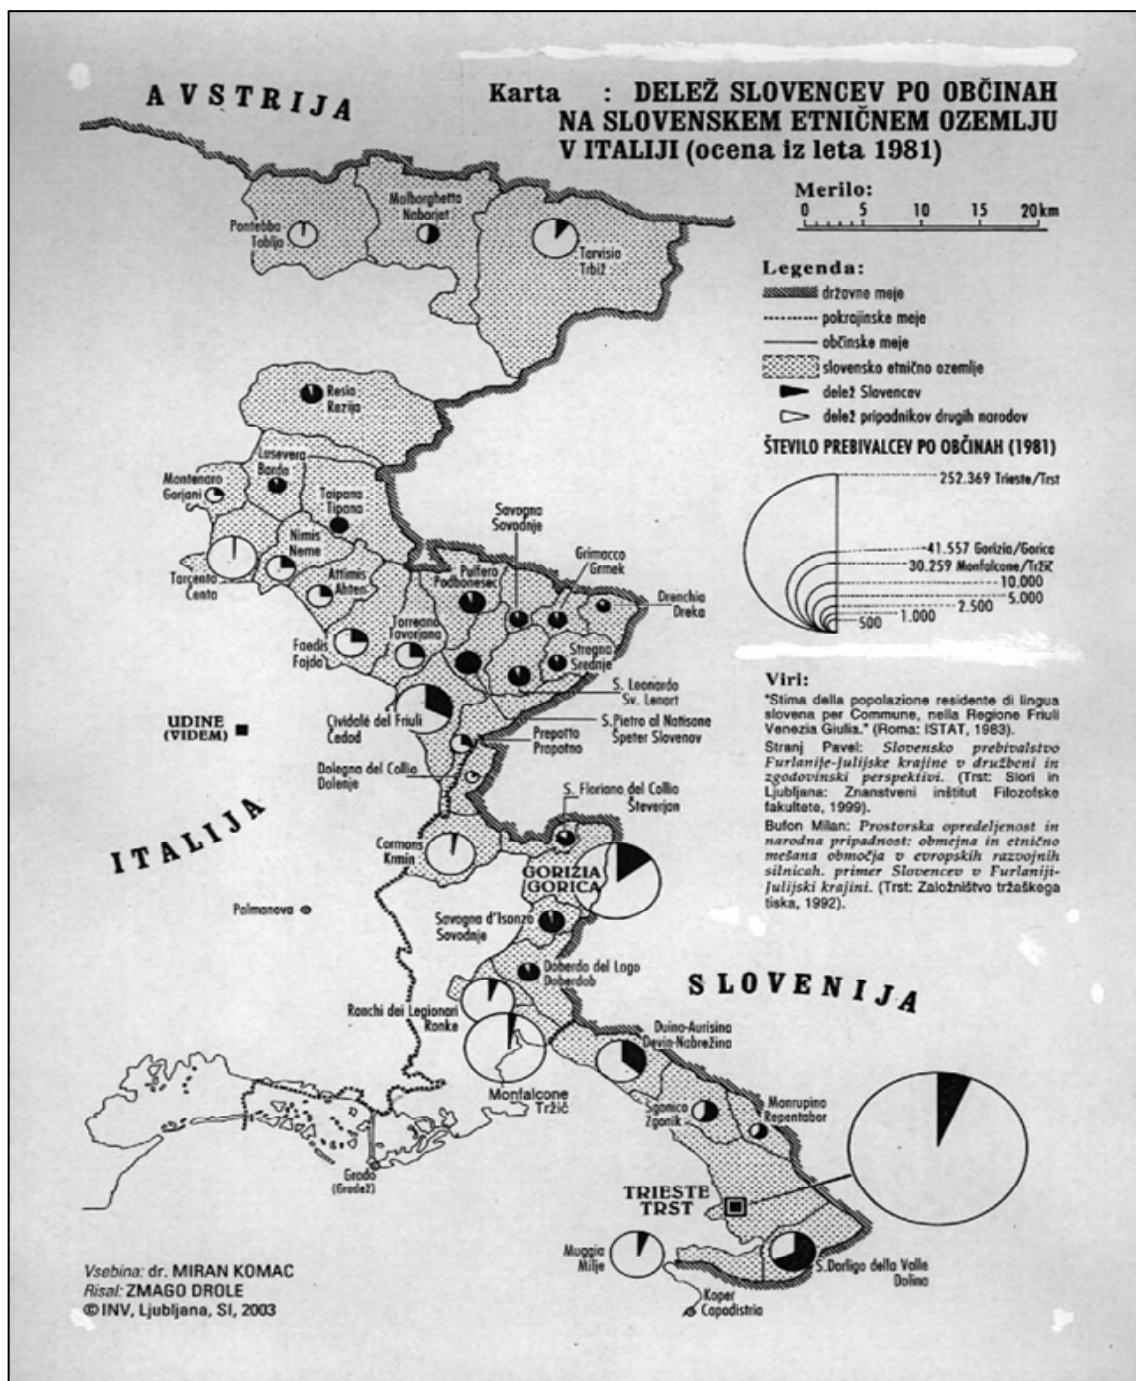 AVSTRIJA
Karta : DELEŽ SLOVENCEV PO OBČINAH
NA SLOVENSKEM ETNIČNEM OZEMLJU
V ITALIJI (ocena iz leta 1981)
Merilo:
0 5 10 15 20 km
Legenda:
državne meje
pokrajinske meje
občinske meje
slovensko etnično ozemlje
delež Slovencev
delež pripadnikov drugih narodov
ŠTEVILO PREBIVALCEV PO OBČINAH (1981)
252.369 Trieste/Trst
41.557 Gorizia/Gorica
30.259 Monfalcone/Tržič
10.000
5.000
2.500
1.000
500
Viri:
"Stima della popolazione residente di lingua
slovena per Commune, nella Regione Friuli
Venezia Giulia." (Roma: ISTAT, 1983).
Stranj Pavel: Slovensko prebivalstvo
Furlanije-Julijske krajine v družbeni in
zgodovinski perspektivi. (Trst: Slori in
Ljubljana: Znanstveni inštitut Filozofske
fakultete, 1999).
Bufon Milan: Prostorska opredeljenost in
narodna pripadnost: obmejna in etnično
mešana območja v evropskih razvojnih
silnicah. primer Slovencev v Furlaniji-
Julijski krajini. (Trst: Založništvo tržaškega
tiska, 1992).
Pontebba
Tablja
Malborghetto
Naborjet
Tarvisio
Trbiž
Resia
Rezija
Lusevera
Bardo
Montenaro
Gorjani
Taipana
Tipana
Nimis
Neme
Tarcento
Centa
Attimis
Ahten
Faedis
Fojda
Torreano
Tavorjana
Pulfero
Podbonesec
Savogna
Sovodnje
Grimacco
Grmek
Drenchia
Dreka
Stregna
Srednje
S. Leonardo
Sv. Lenart
S. Pietro al Natisone
Špeter Slovenov
Cividale del Friuli
Čedad
Prepotto
Prapotno
Dolegna del Collio
Dolenje
UDINE
(VIDEM)
S. Floriano del Collio
Števerjan
Cormons
Krmin
GORIZIA
GORICA
ITALIJA
Palmanova
Savogna d'Isonzo
Sovodnje
Doberdo del Lago
Doberdob
Ronchi dei Legionari
Ronke
SLOVENIJA
Duino-Aurisina
Devin-Nabrežina
Monfalcone
Tržič
Sgonico
Zgonik
Monrupino
Repentabor
Grado
(Gradež)
TRIESTE
TRST
Muggia
Milje
S. Dorligo della Valle
Dolina
Koper
Capodistria
Vsebina: dr. MIRAN KOMAC
Risal: ZMAGO DROLE
© INV, Ljubljana, SI, 2003